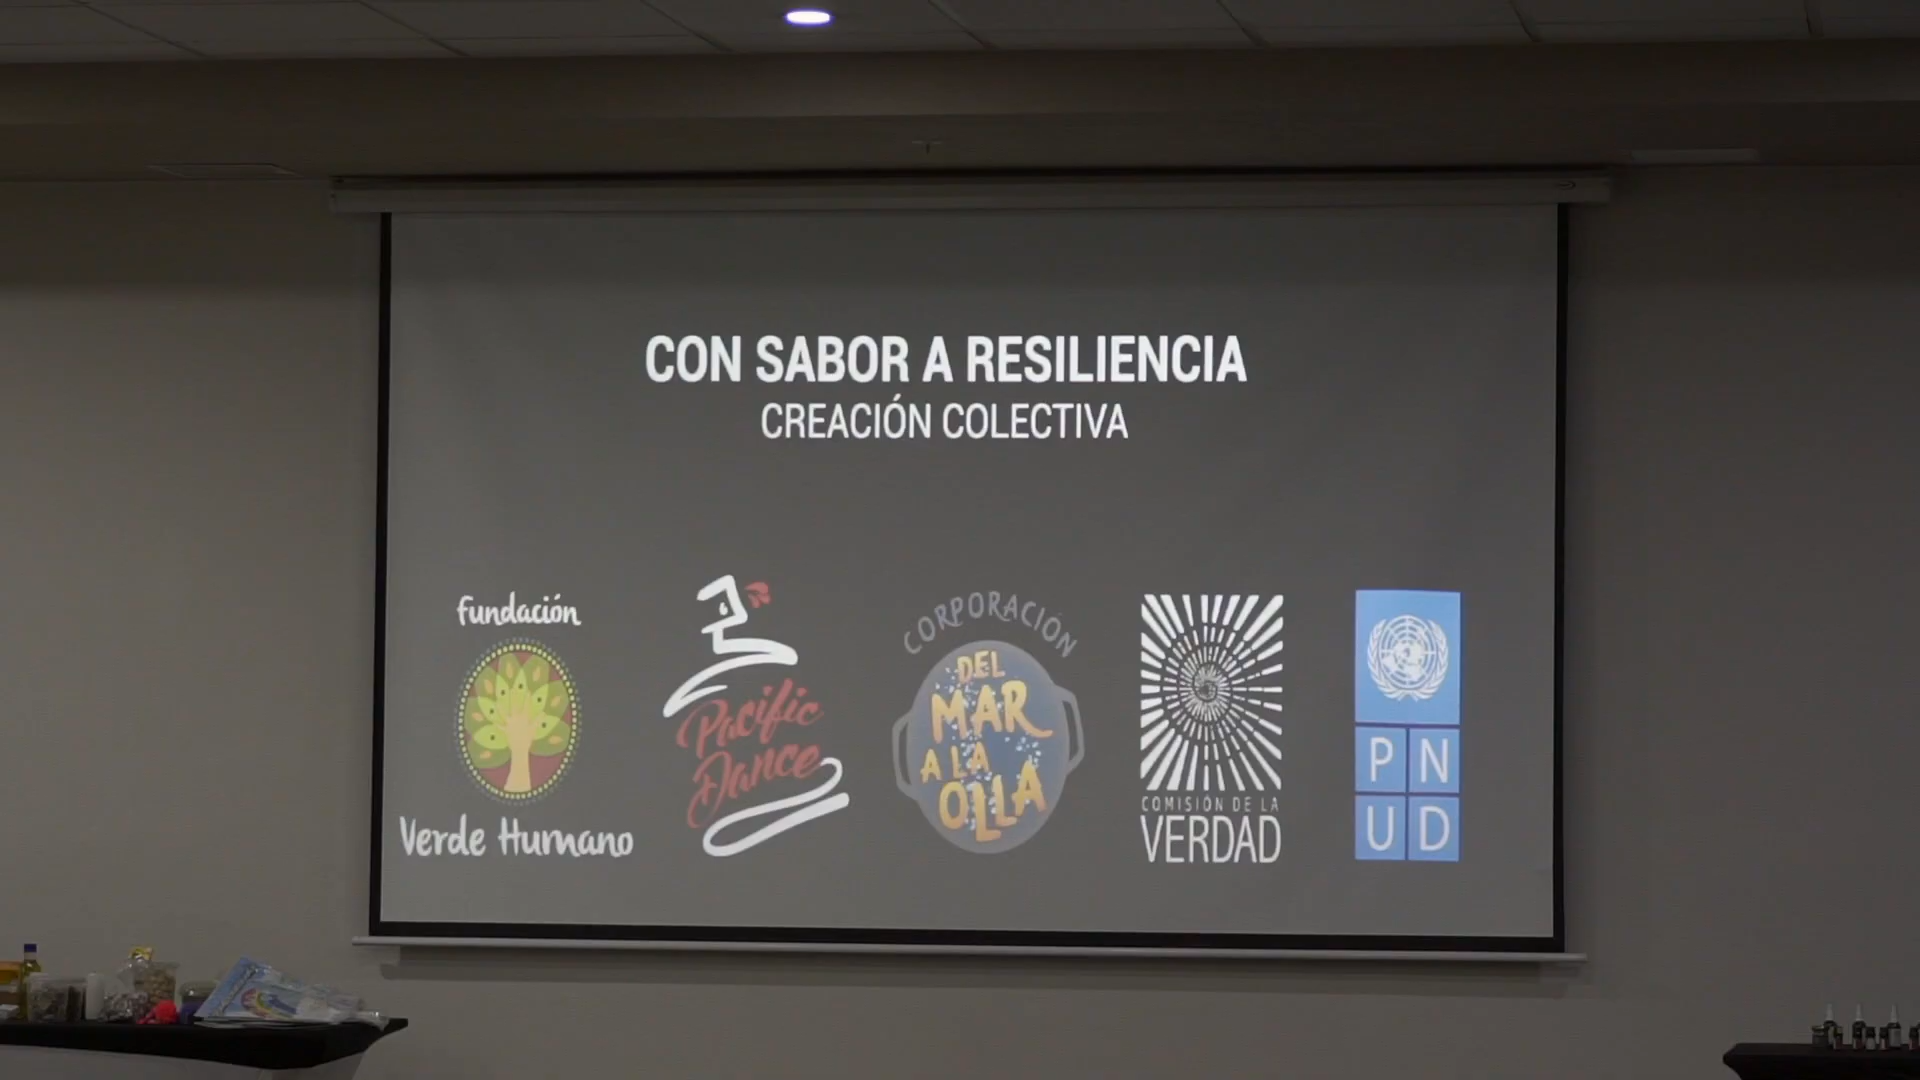 CON SABOR A RESILIENCIA
CREACIÓN COLECTIVA
fundación
Verde Humano
Pacific
Dance
CORPORACIÓN
DEL
MAR
A LA
OLLA
COMISIÓN DE LA
VERDAD
P N
U D